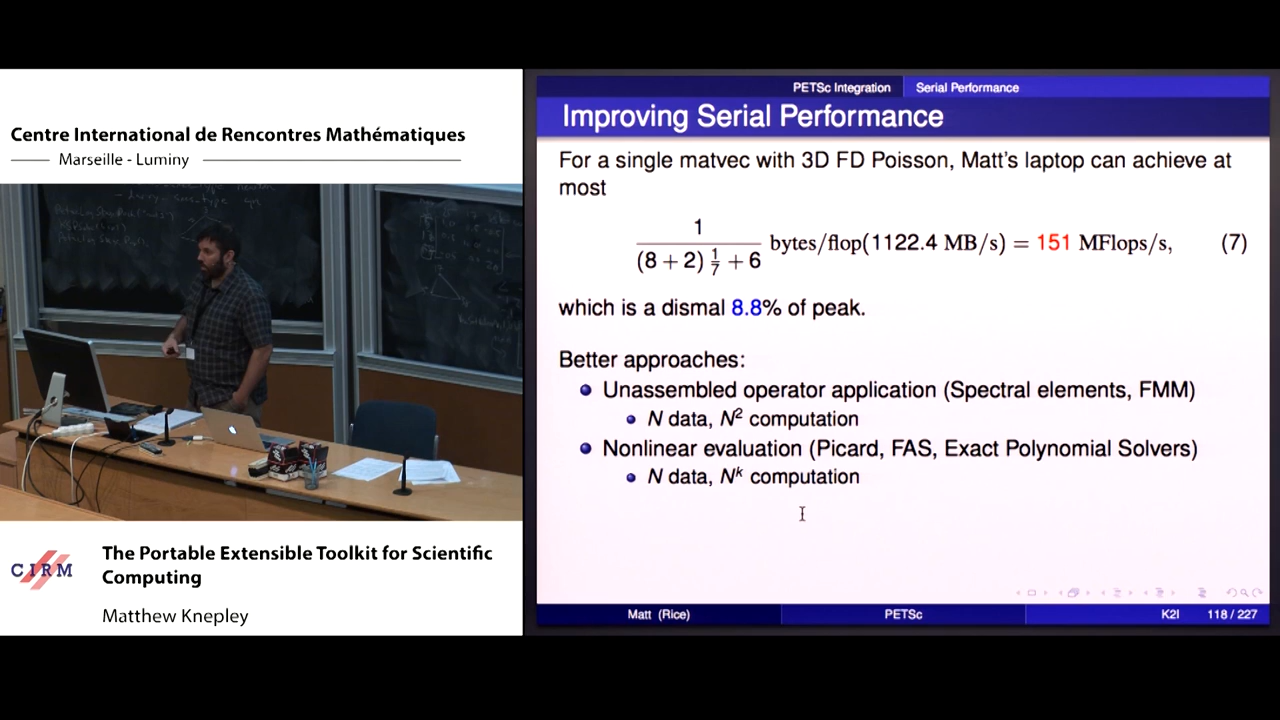 Centre International de Rencontres Mathématiques
Marseille - Luminy
CIRM
The Portable Extensible Toolkit for Scientific
Computing
Matthew Knepley
PETSc Integration Serial Performance
Improving Serial Performance
For a single matvec with 3D FD Poisson, Matt's laptop can achieve at
most
1/((8 + 2) 1/7 + 6) bytes/flop(1122.4 MB/s) = 151 MFlops/s, (7)
which is a dismal 8.8% of peak.
Better approaches:
Unassembled operator application (Spectral elements, FMM)
N data, N² computation
Nonlinear evaluation (Picard, FAS, Exact Polynomial Solvers)
N data, Nᵏ computation
Matt (Rice) PETSc K2I 118 / 227